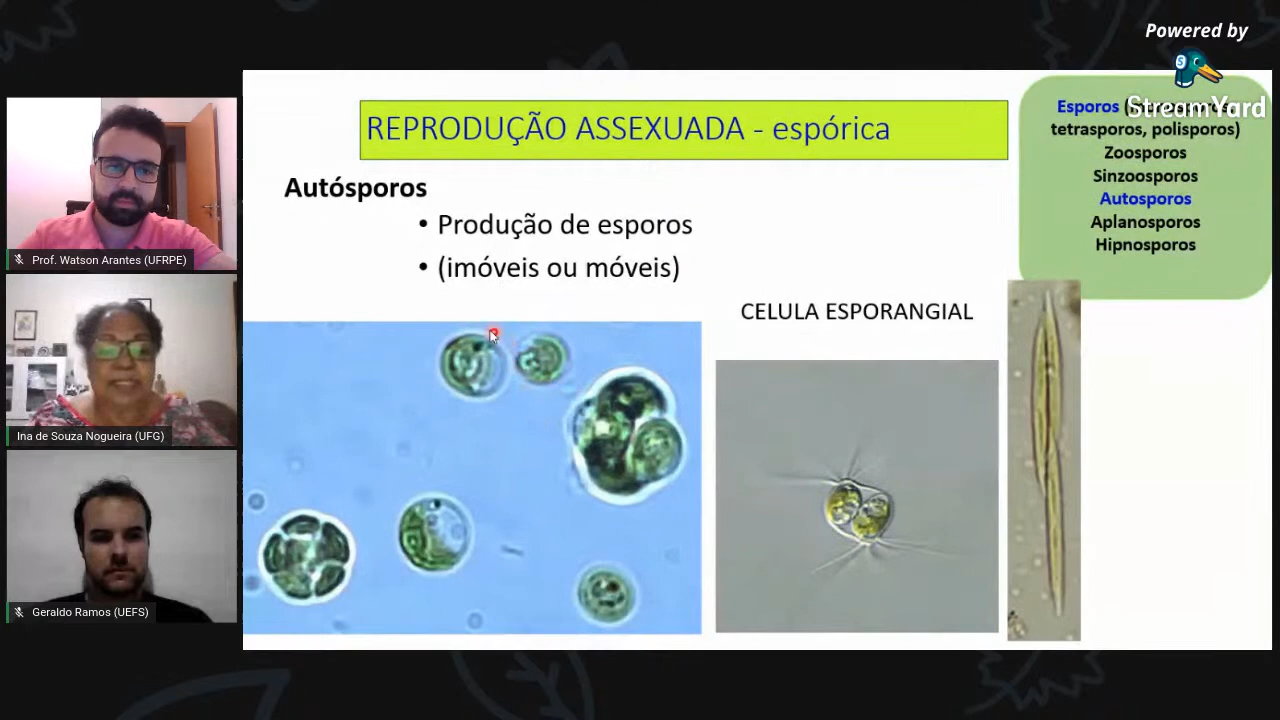 Powered by
StreamYard
REPRODUÇÃO ASSEXUADA - espórica
Autósporos
• Produção de esporos
• (imóveis ou móveis)
CELULA ESPORANGIAL
Esporos
tetrasporos, polisporos)
Zoosporos
Sinzoosporos
Autosporos
Aplanosporos
Hipnosporos
Prof. Watson Arantes (UFRPE)
Ina de Souza Nogueira (UFG)
Geraldo Ramos (UEFS)